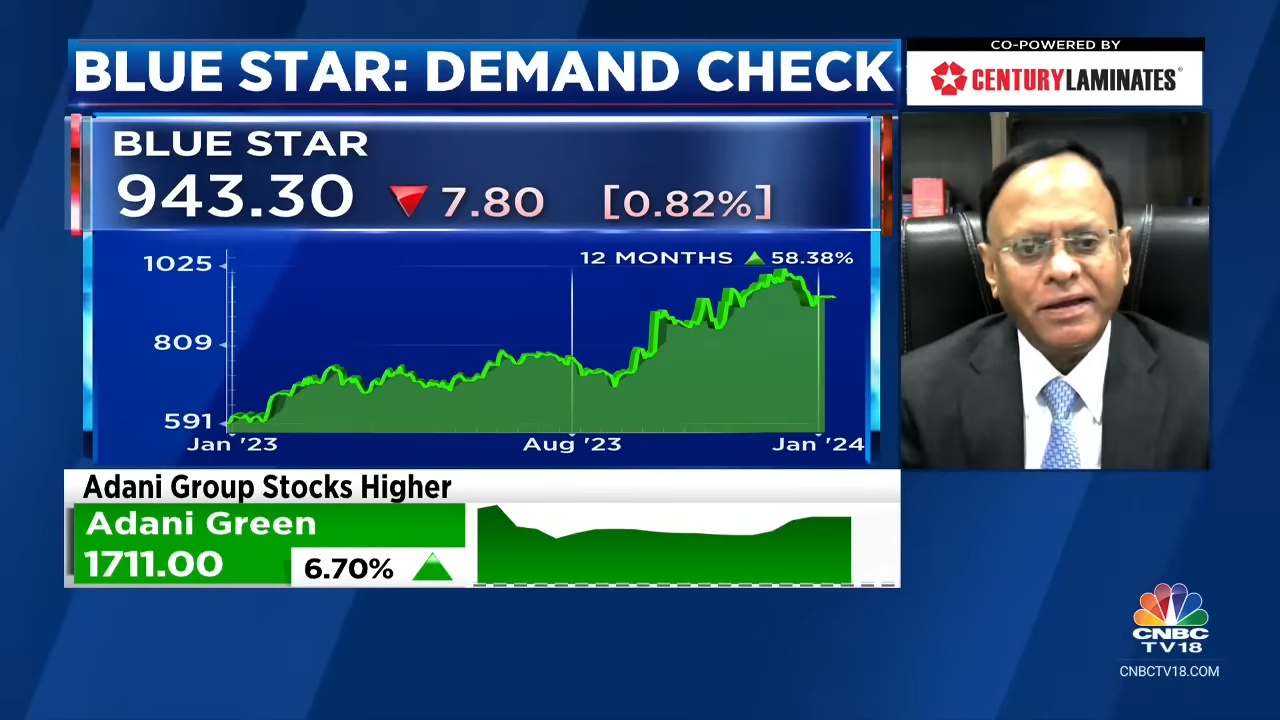 BLUE STAR: DEMAND CHECK
CO-POWERED BY
CENTURYLAMINATES®
BLUE STAR
943.30 ▼ 7.80 [0.82%]
12 MONTHS ▲ 58.38%
1025
809
591
Jan '23 Aug '23 Jan '24
Adani Group Stocks Higher
Adani Green
1711.00 6.70% ▲
CNBC
TV18
CNBCTV18.COM